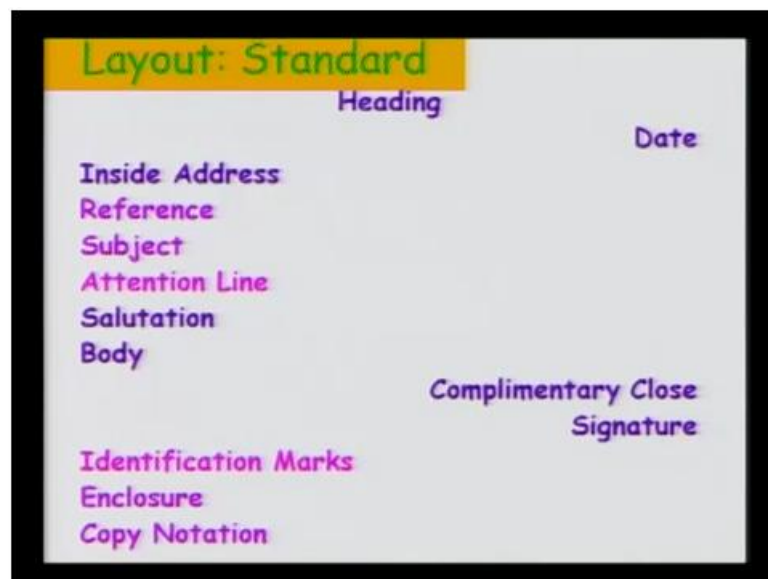 Layout: Standard
Heading
Date
Inside Address
Reference
Subject
Attention Line
Salutation
Body
Complimentary Close
Signature
Identification Marks
Enclosure
Copy Notation